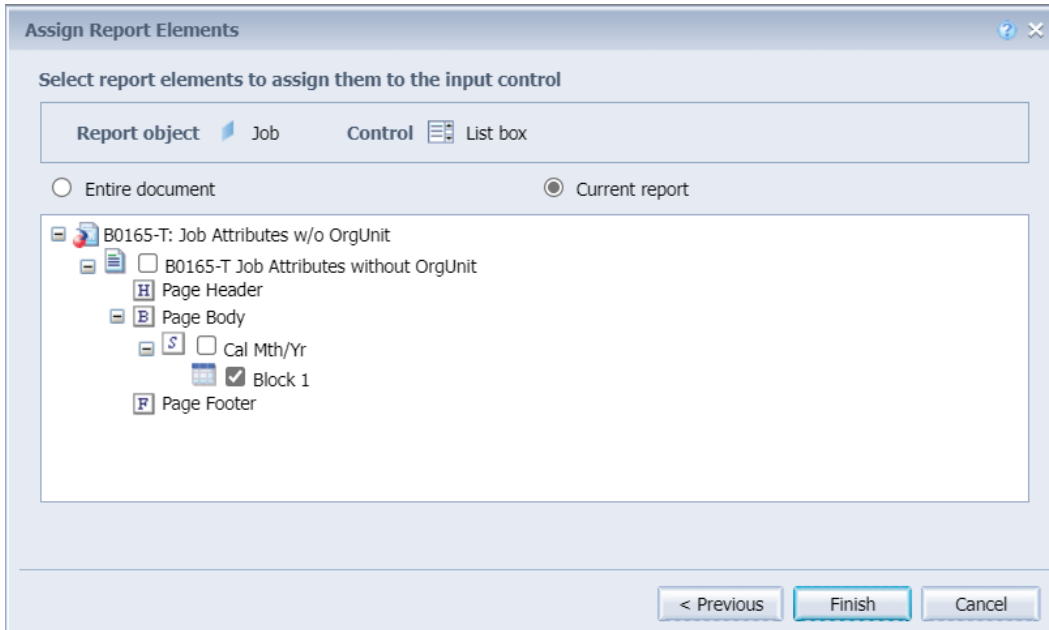 Assign Report Elements
Select report elements to assign them to the input control
Report object Job Control List box
Entire document Current report
B0165-T: Job Attributes w/o OrgUnit
B0165-T Job Attributes without OrgUnit
H Page Header
B Page Body
S Cal Mth/Yr
Block 1
F Page Footer
< Previous Finish Cancel